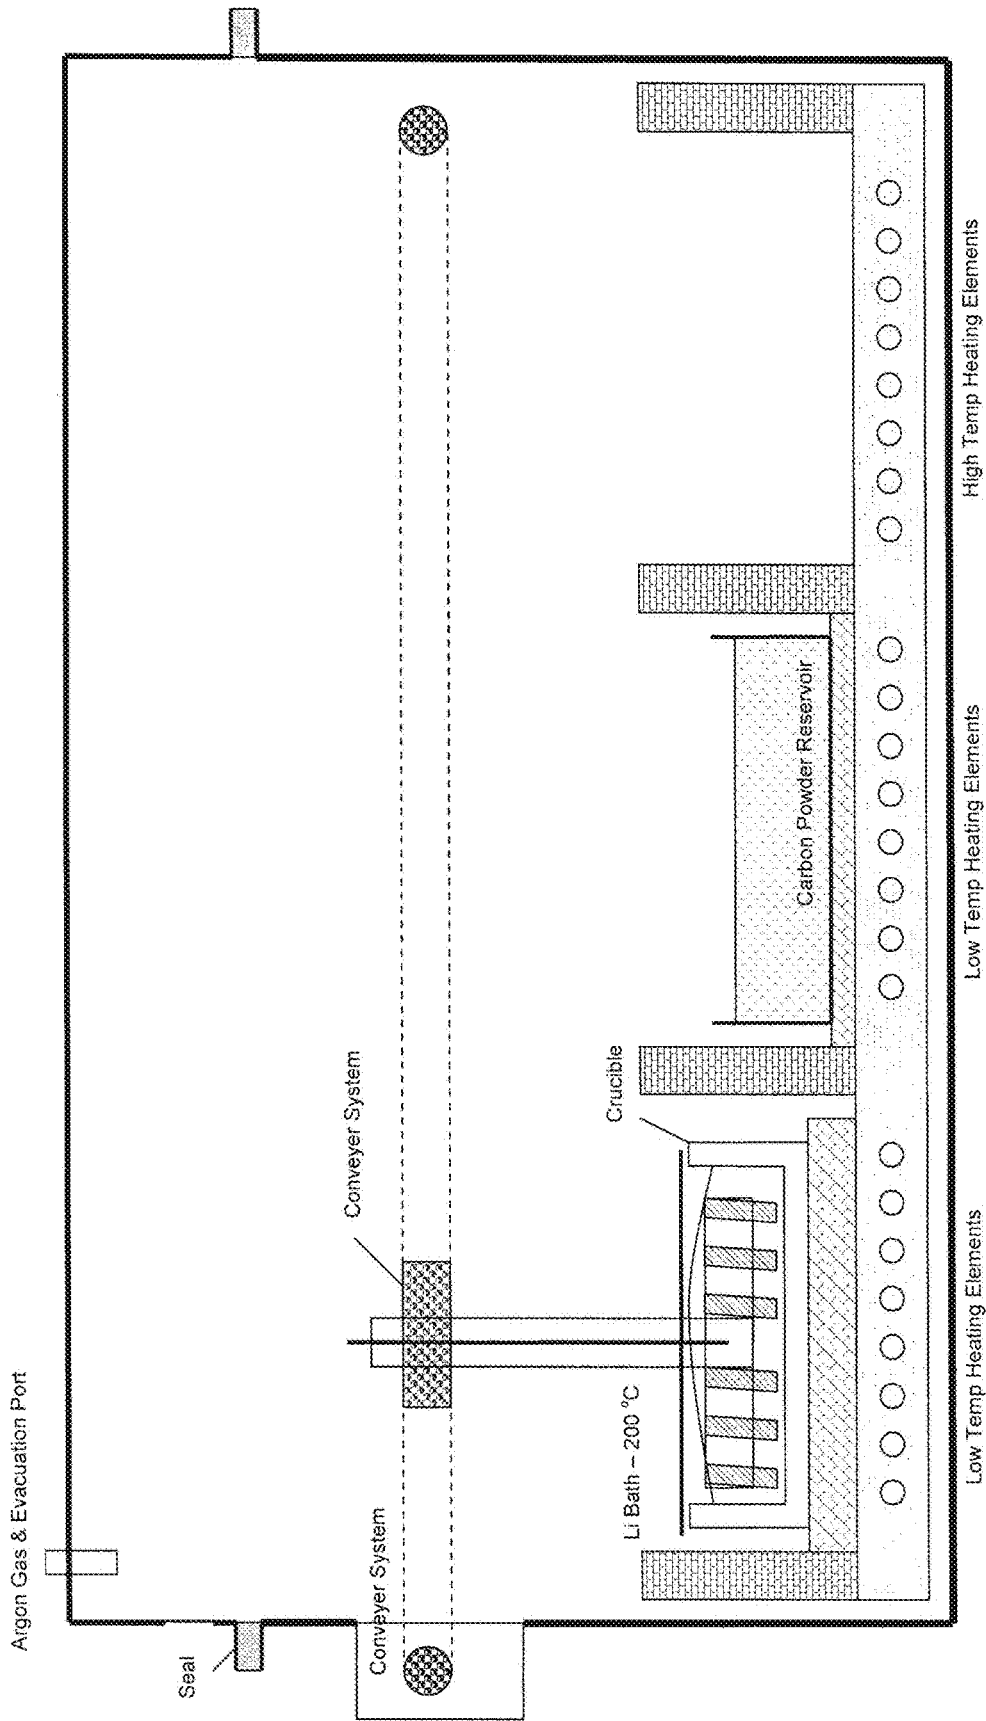 Argon Gas & Evacuation Port
Seal
Conveyer System
Conveyer System
Li Bath – 200 °C
Crucible
Carbon Powder Reservoir
Low Temp Heating Elements
Low Temp Heating Elements
High Temp Heating Elements